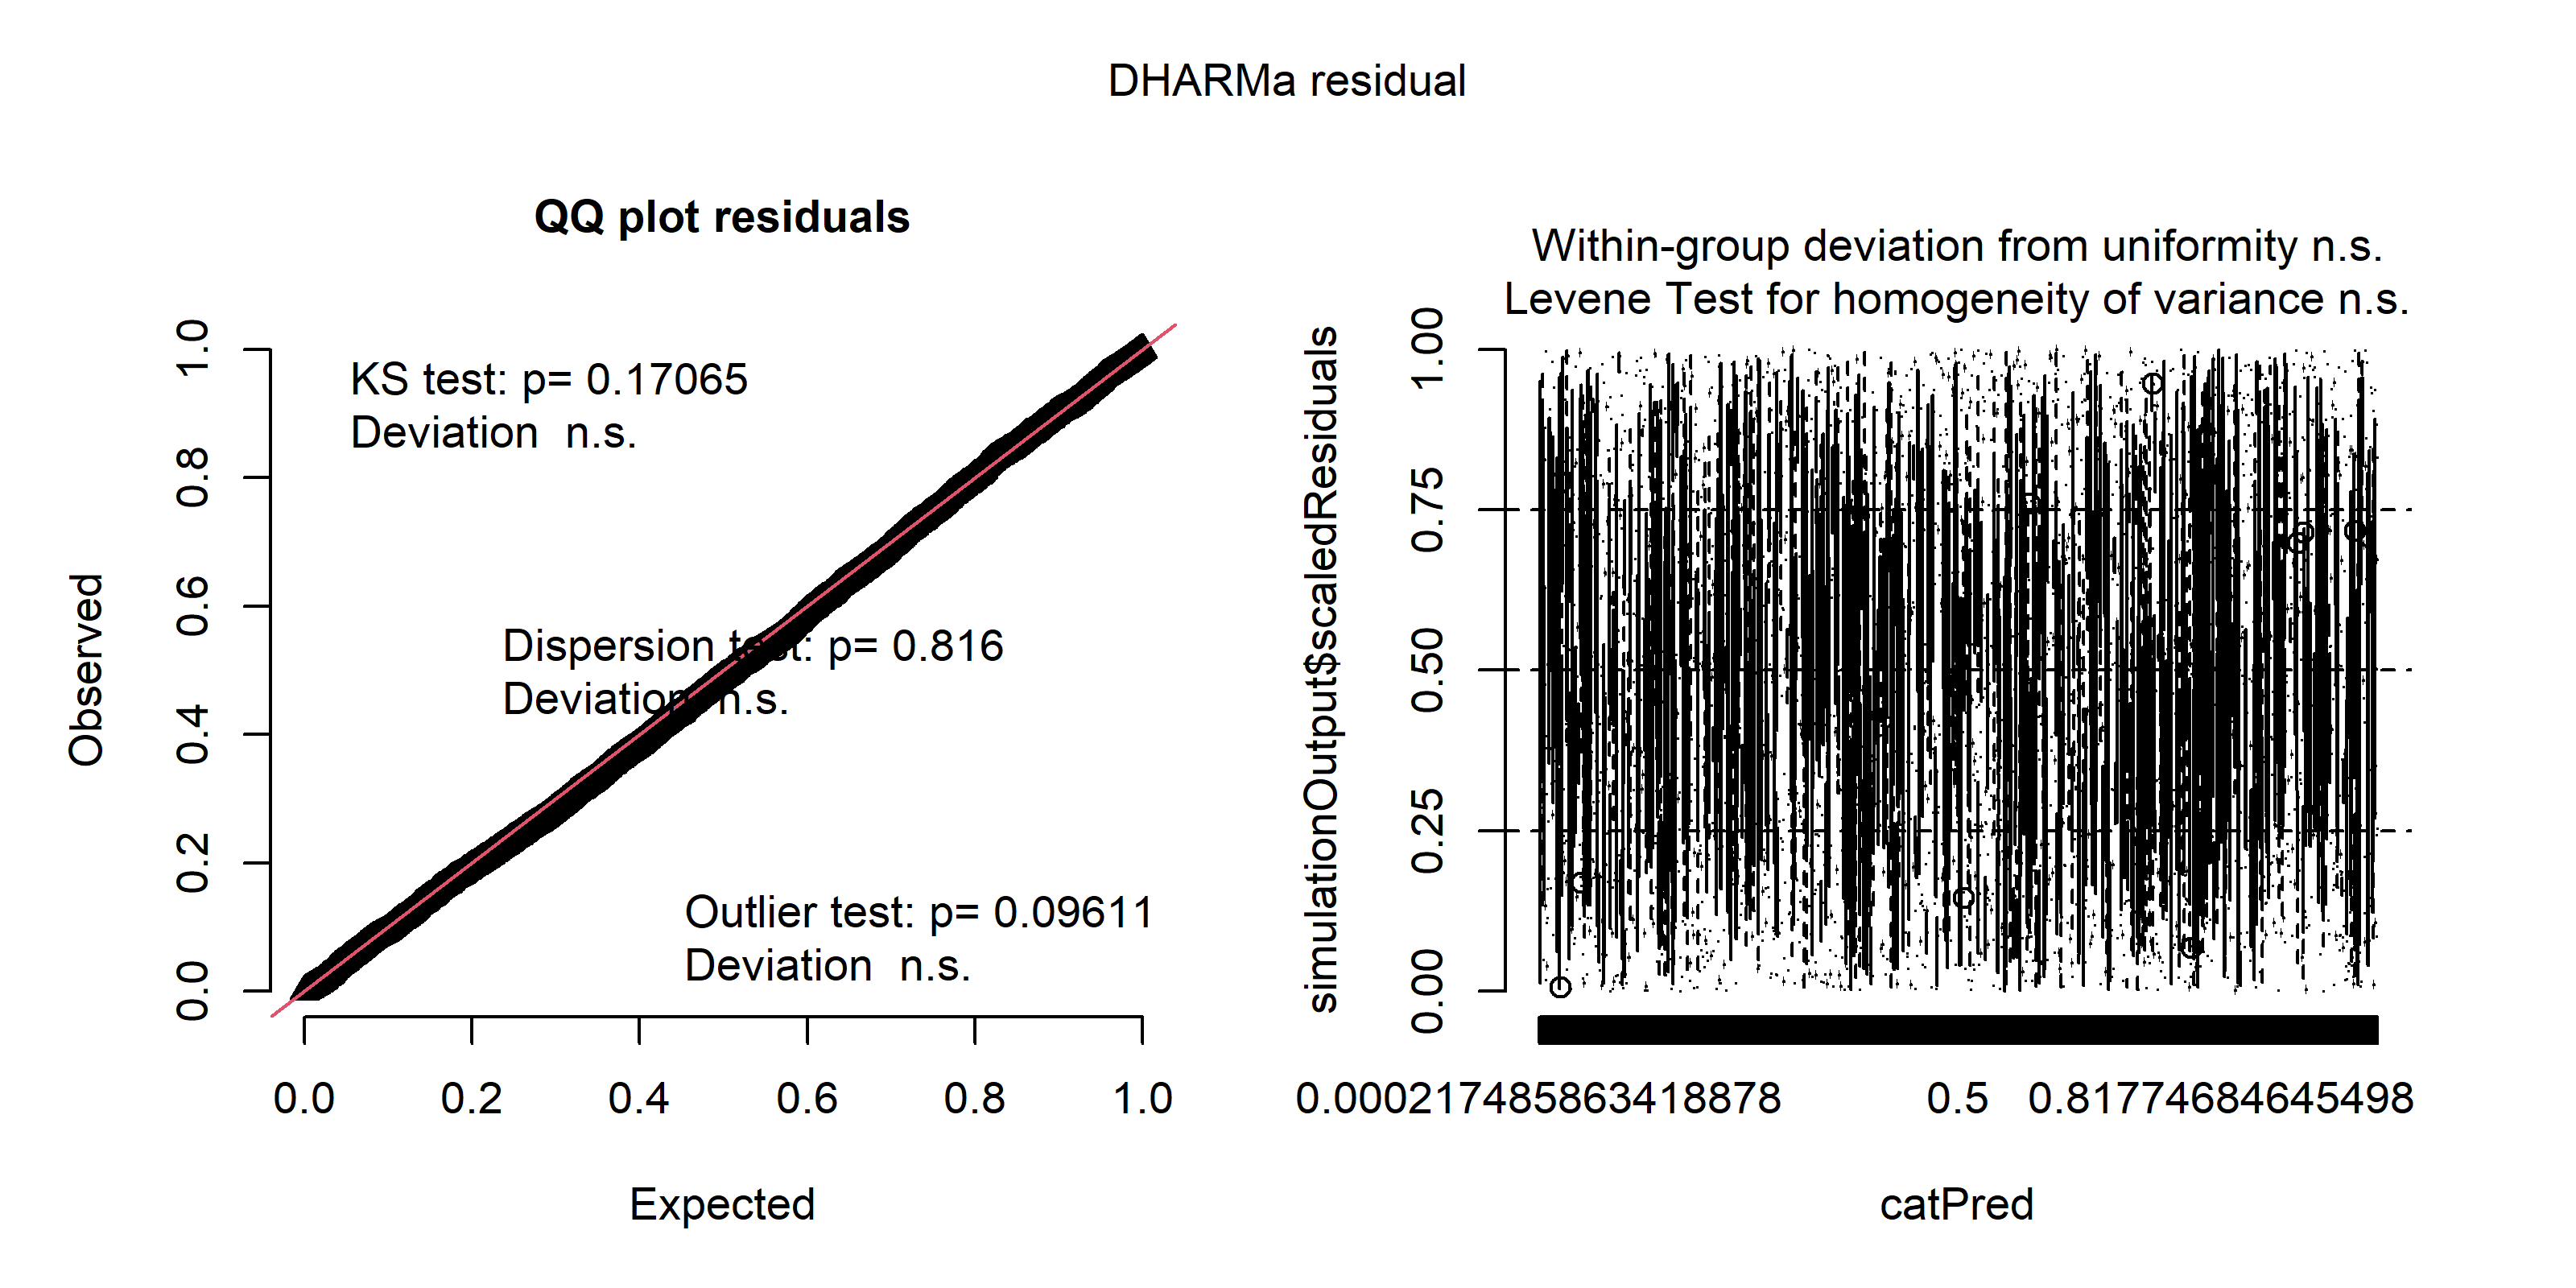 DHARMa residual
QQ plot residuals
KS test: p= 0.17065
Deviation  n.s.
Dispersion test: p= 0.816
Deviation  n.s.
Outlier test: p= 0.09611
Deviation  n.s.
Observed
0.0 0.2 0.4 0.6 0.8 1.0
0.0 0.2 0.4 0.6 0.8 1.0
Expected
Within-group deviation from uniformity n.s.
Levene Test for homogeneity of variance n.s.
simulationOutput$scaledResiduals
0.00 0.25 0.50 0.75 1.00
0.000217485863418878 0.5 0.81774684645498
catPred